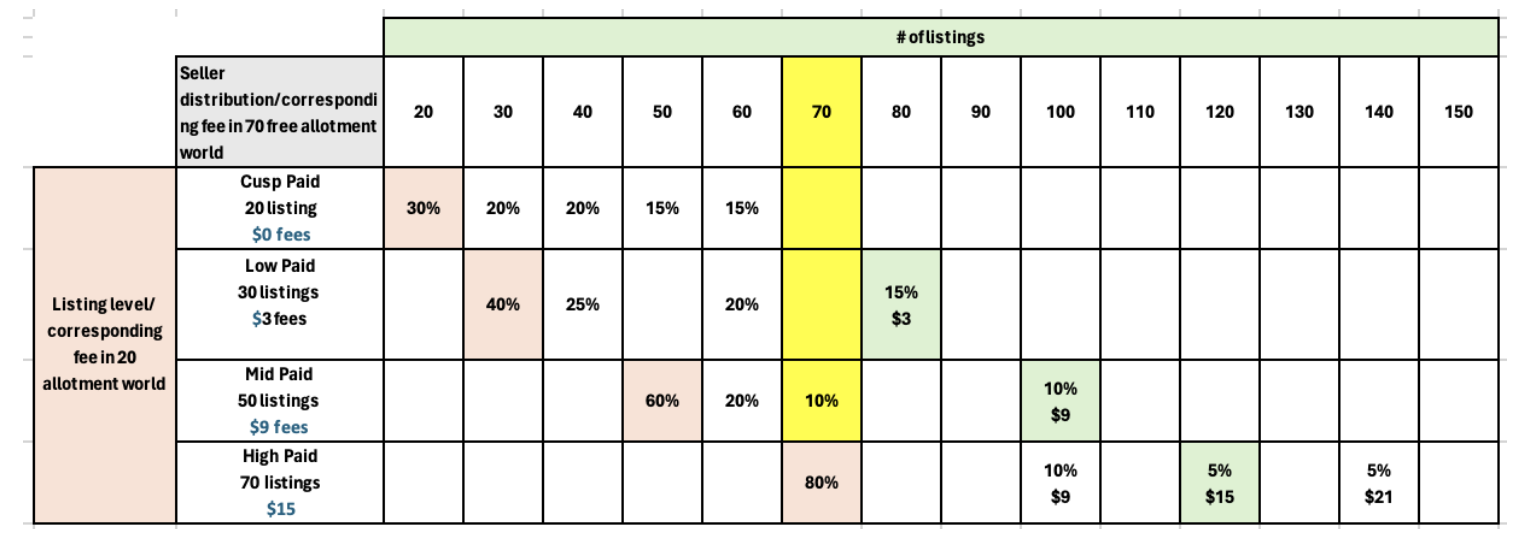 # of listings
Seller
distribution/correspondi
ng fee in 70 free allotment
world
20 30 40 50 60 70 80 90 100 110 120 130 140 150
Listing level/
corresponding
fee in 20
allotment world
Cusp Paid
20 listing
$0 fees
30% 20% 20% 15% 15%
Low Paid
30 listings
$3 fees
40% 25% 20%
15%
$3
Mid Paid
50 listings
$9 fees
60% 20% 10%
10%
$9
High Paid
70 listings
$15
80%
10%
$9
5%
$15
5%
$21